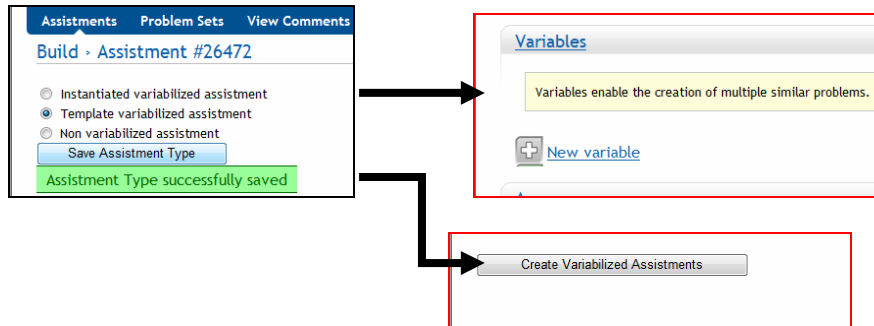 Assistments Problem Sets View Comments
Build › Assistment #26472
Instantiated variabilized assistment
Template variabilized assistment
Non variabilized assistment
Save Assistment Type
Assistment Type successfully saved
Variables
Variables enable the creation of multiple similar problems.
New variable
Create Variabilized Assistments